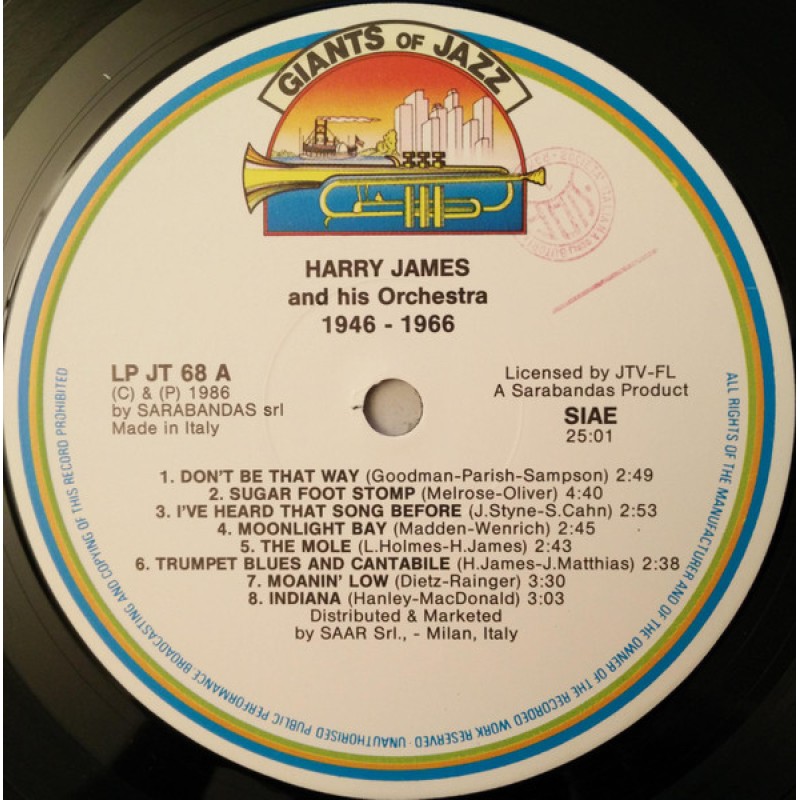 GIANTS OF JAZZ
HARRY JAMES
and his Orchestra
1946 - 1966
LP JT 68 A
(C) & (P) 1986
by SARABANDAS srl
Made in Italy
Licensed by JTV-FL
A Sarabandas Product
SIAE
25:01
1. DON'T BE THAT WAY (Goodman-Parish-Sampson) 2:49
2. SUGAR FOOT STOMP (Melrose-Oliver) 4:40
3. I'VE HEARD THAT SONG BEFORE (J.Styne-S.Cahn) 2:53
4. MOONLIGHT BAY (Madden-Wenrich) 2:45
5. THE MOLE (L.Holmes-H.James) 2:43
6. TRUMPET BLUES AND CANTABILE (H.James-J.Matthias) 2:38
7. MOANIN' LOW (Dietz-Rainger) 3:30
8. INDIANA (Hanley-MacDonald) 3:03
Distributed & Marketed
by SAAR Srl., - Milan, Italy
ALL RIGHTS OF THE MANUFACTURER AND OF THE OWNER OF THE RECORDED WORK RESERVED · UNAUTHORISED PUBLIC PERFORMANCE BROADCASTING AND COPYING OF THIS RECORD PROHIBITED